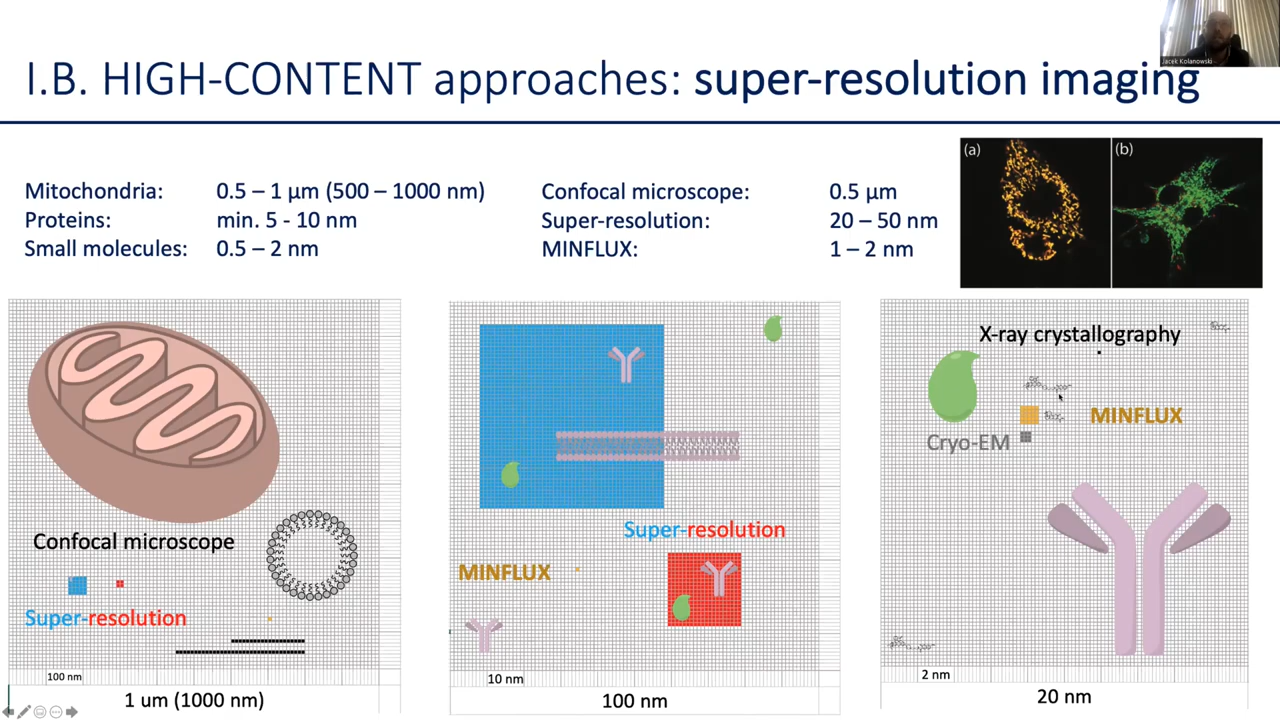 Jacek Kolanowski
I.B. HIGH-CONTENT approaches: super-resolution imaging
Mitochondria: 0.5 – 1 µm (500 – 1000 nm)
Proteins: min. 5 - 10 nm
Small molecules: 0.5 – 2 nm
Confocal microscope: 0.5 µm
Super-resolution: 20 – 50 nm
MINFLUX: 1 – 2 nm
(a)
(b)
Confocal microscope
Super-resolution
100 nm
1 um (1000 nm)
Super-resolution
MINFLUX
10 nm
100 nm
X-ray crystallography
MINFLUX
Cryo-EM
2 nm
20 nm